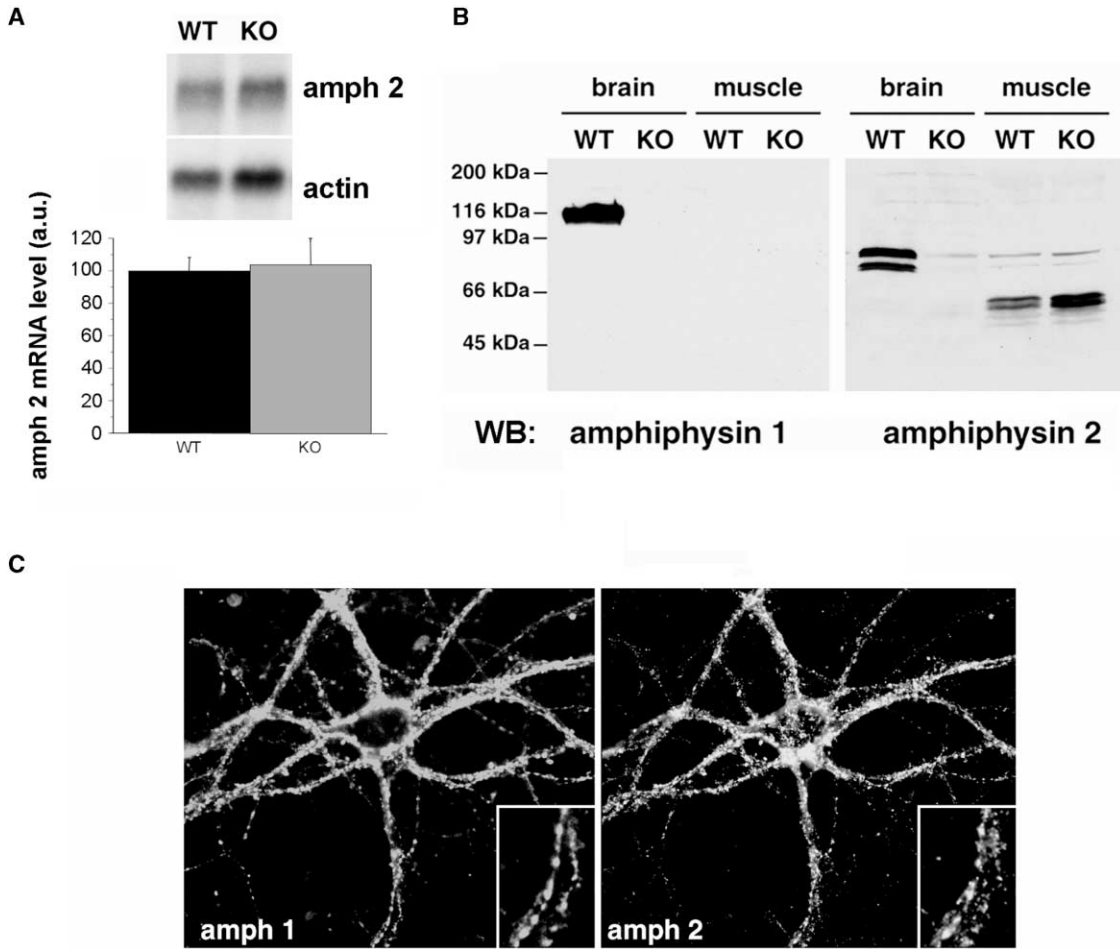 A
WT KO
amph 2
actin
amph 2 mRNA level (a.u.)
120
100
80
60
40
20
0
WT KO
B
brain muscle brain muscle
WT KO WT KO WT KO WT KO
200 kDa
116 kDa
97 kDa
66 kDa
45 kDa
WB: amphiphysin 1 amphiphysin 2
C
amph 1 amph 2